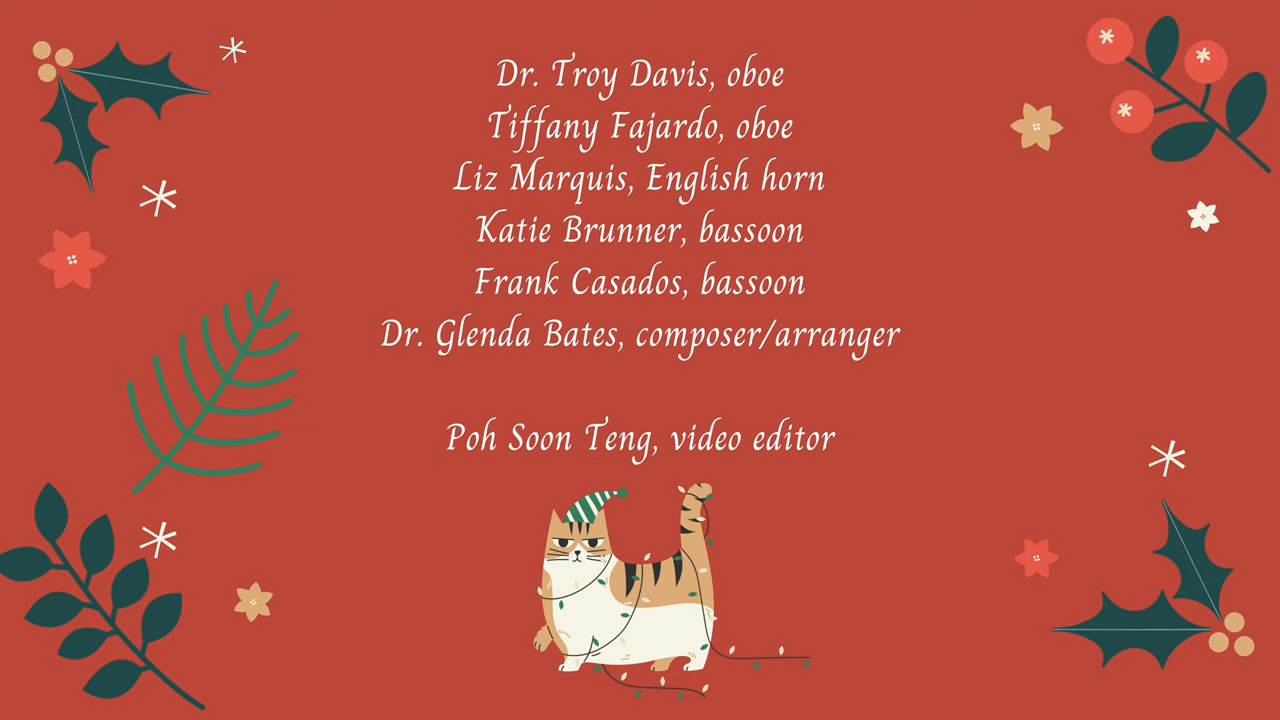 Dr. Troy Davis, oboe
Tiffany Fajardo, oboe
Liz Marquis, English horn
Katie Brunner, bassoon
Frank Casados, bassoon
Dr. Glenda Bates, composer/arranger
Poh Soon Teng, video editor